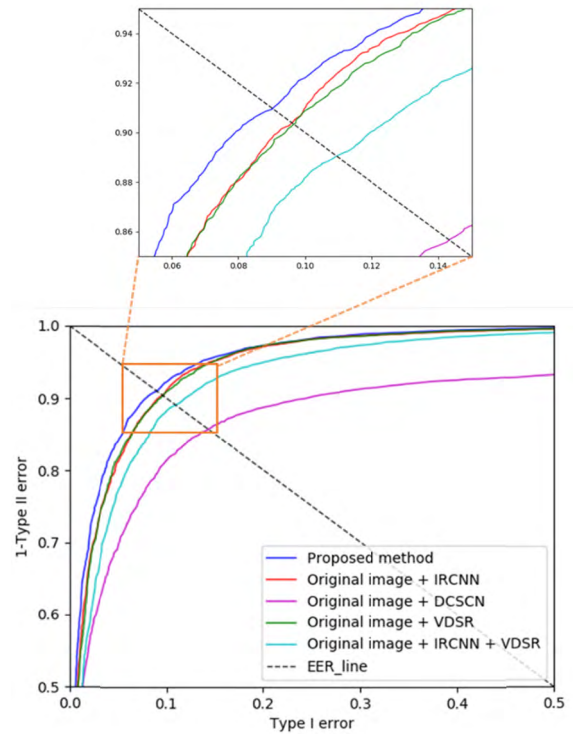 0.94
0.92
0.90
0.88
0.86
0.06 0.08 0.10 0.12 0.14
1.0
0.9
0.8
0.7
0.6
0.5
1-Type II error
Proposed method
Original image + IRCNN
Original image + DCSCN
Original image + VDSR
Original image + IRCNN + VDSR
EER_line
0.0 0.1 0.2 0.3 0.4 0.5
Type I error